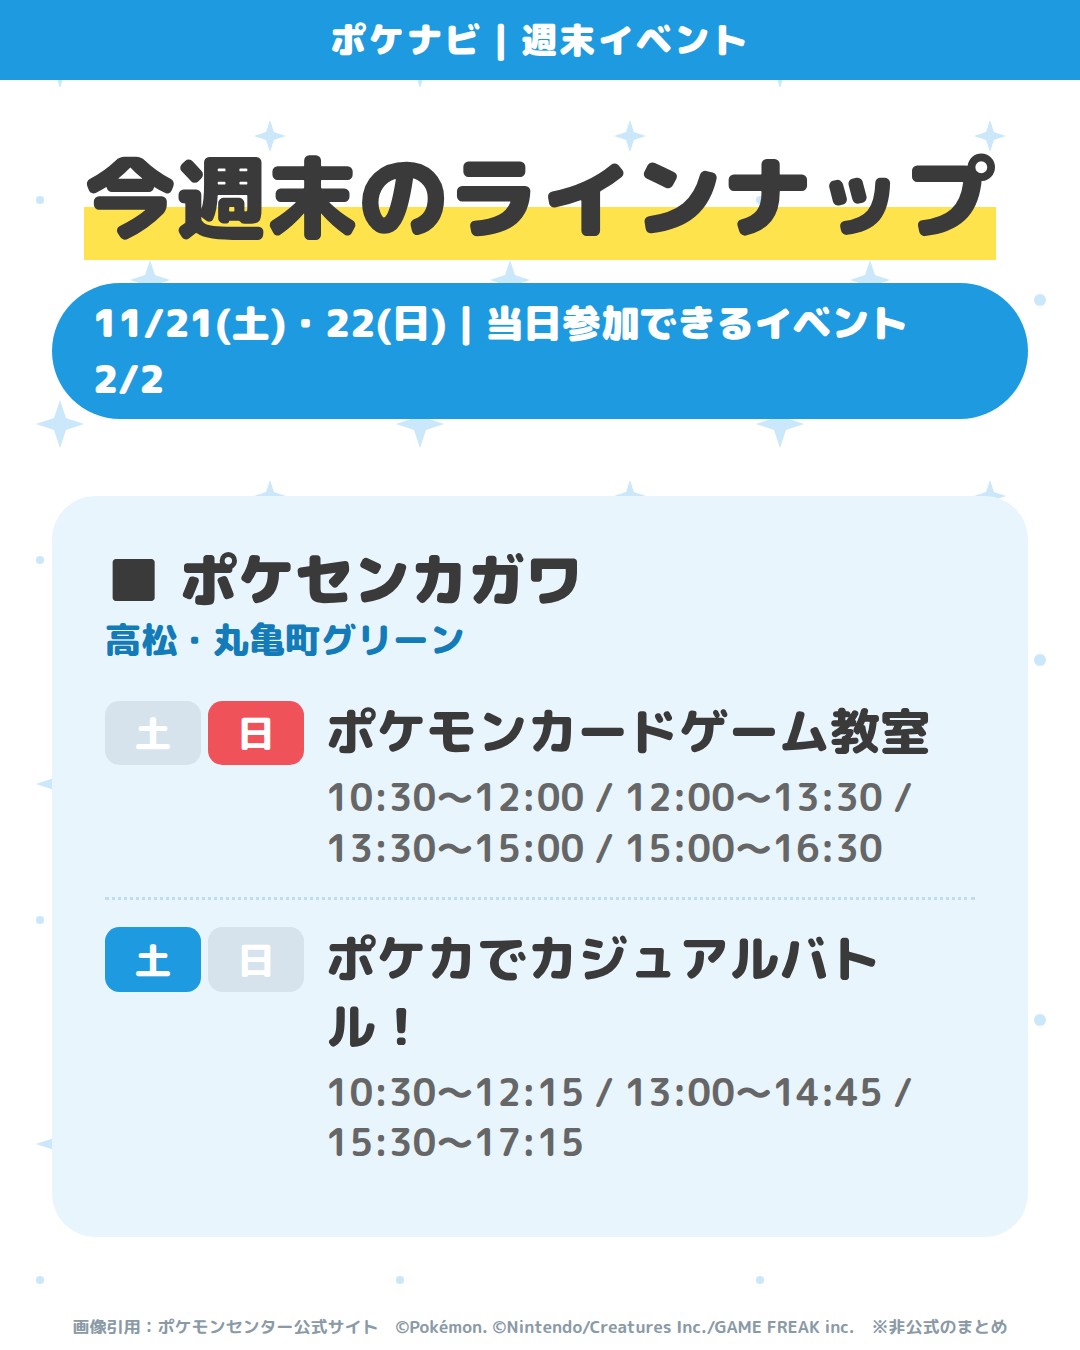 ポケナビ | 週末イベント
今週末のラインナップ
11/21(土)・22(日) | 当日参加できるイベント
2/2
■ ポケセンカガワ
高松・丸亀町グリーン
土 日 ポケモンカードゲーム教室
10:30〜12:00 / 12:00〜13:30 /
13:30〜15:00 / 15:00〜16:30
土 日 ポケカでカジュアルバト
ル！
10:30〜12:15 / 13:00〜14:45 /
15:30〜17:15
画像引用：ポケモンセンター公式サイト　©Pokémon. ©Nintendo/Creatures Inc./GAME FREAK inc.　※非公式のまとめ